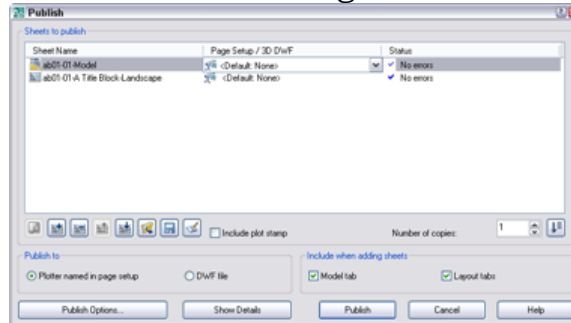 Publish
Sheets to publish
Sheet Name Page Setup / 3D DWF Status
ab01-01-Model <Default: None> No errors
ab01-01-A Title Block-Landscape <Default: None> No errors
Include plot stamp Number of copies: 1
Publish to Include when adding sheets
Plotter named in page setup DWF file Model tab Layout tabs
Publish Options... Show Details Publish Cancel Help